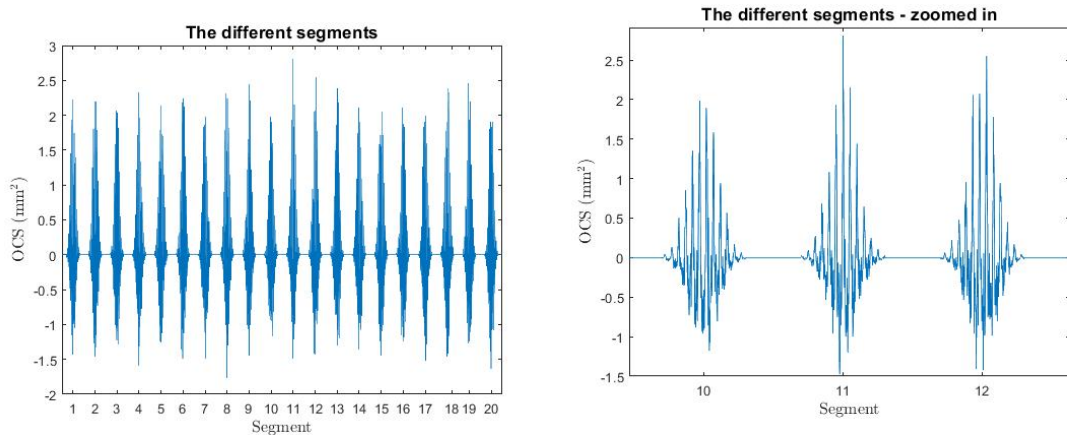 The different segments
OCS (mm²)
3
2.5
2
1.5
1
0.5
0
-0.5
-1
-1.5
-2
1 2 3 4 5 6 7 8 9 10 11 12 13 14 15 16 17 18 19 20
Segment
The different segments - zoomed in
OCS (mm²)
2.5
2
1.5
1
0.5
0
-0.5
-1
-1.5
10 11 12
Segment